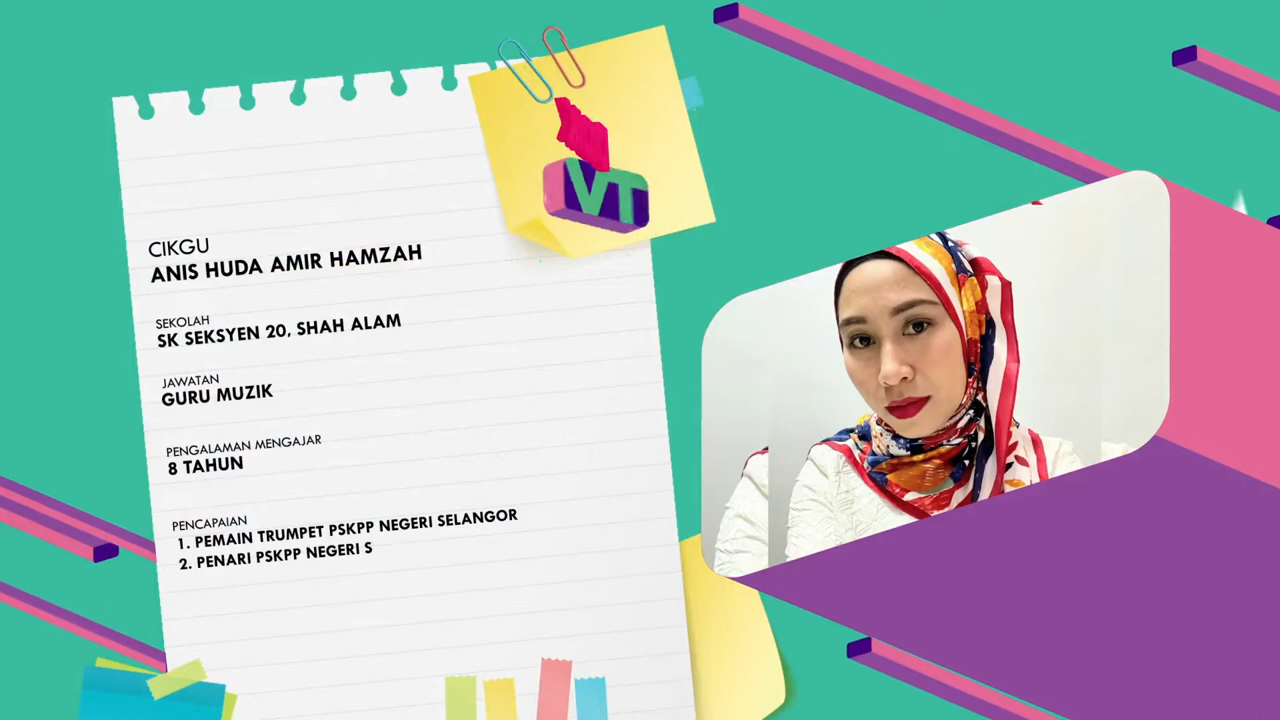 VT
CIKGU
ANIS HUDA AMIR HAMZAH
SEKOLAH
SK SEKSYEN 20, SHAH ALAM
JAWATAN
GURU MUZIK
PENGALAMAN MENGAJAR
8 TAHUN
PENCAPAIAN
1. PEMAIN TRUMPET PSKPP NEGERI SELANGOR
2. PENARI PSKPP NEGERI S